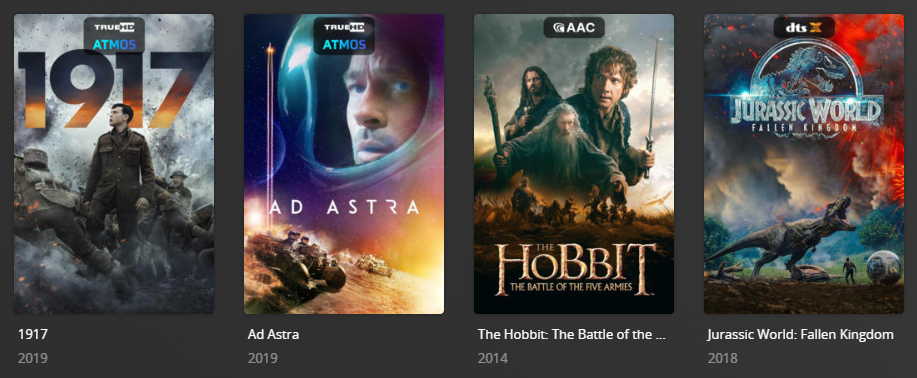 TRUEHD
ATMOS
1917
1917
2019
TRUEHD
ATMOS
AD ASTRA
Ad Astra
2019
AAC
THE
HOBBIT
THE BATTLE OF THE FIVE ARMIES
The Hobbit: The Battle of the ...
2014
dts X
JURASSIC WORLD
FALLEN KINGDOM
Jurassic World: Fallen Kingdom
2018